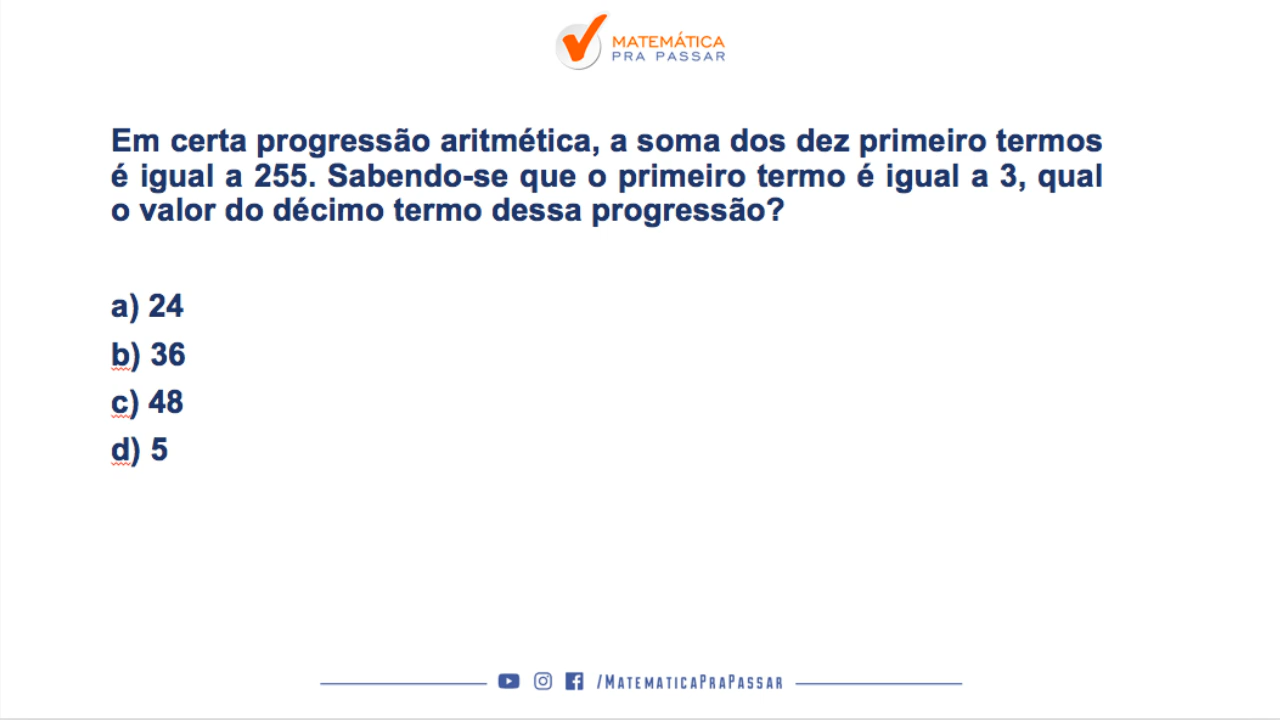 MATEMÁTICA
PRA PASSAR
Em certa progressão aritmética, a soma dos dez primeiro termos
é igual a 255. Sabendo-se que o primeiro termo é igual a 3, qual
o valor do décimo termo dessa progressão?
a) 24
b) 36
c) 48
d) 5
/MATEMATICAPRAPASSAR